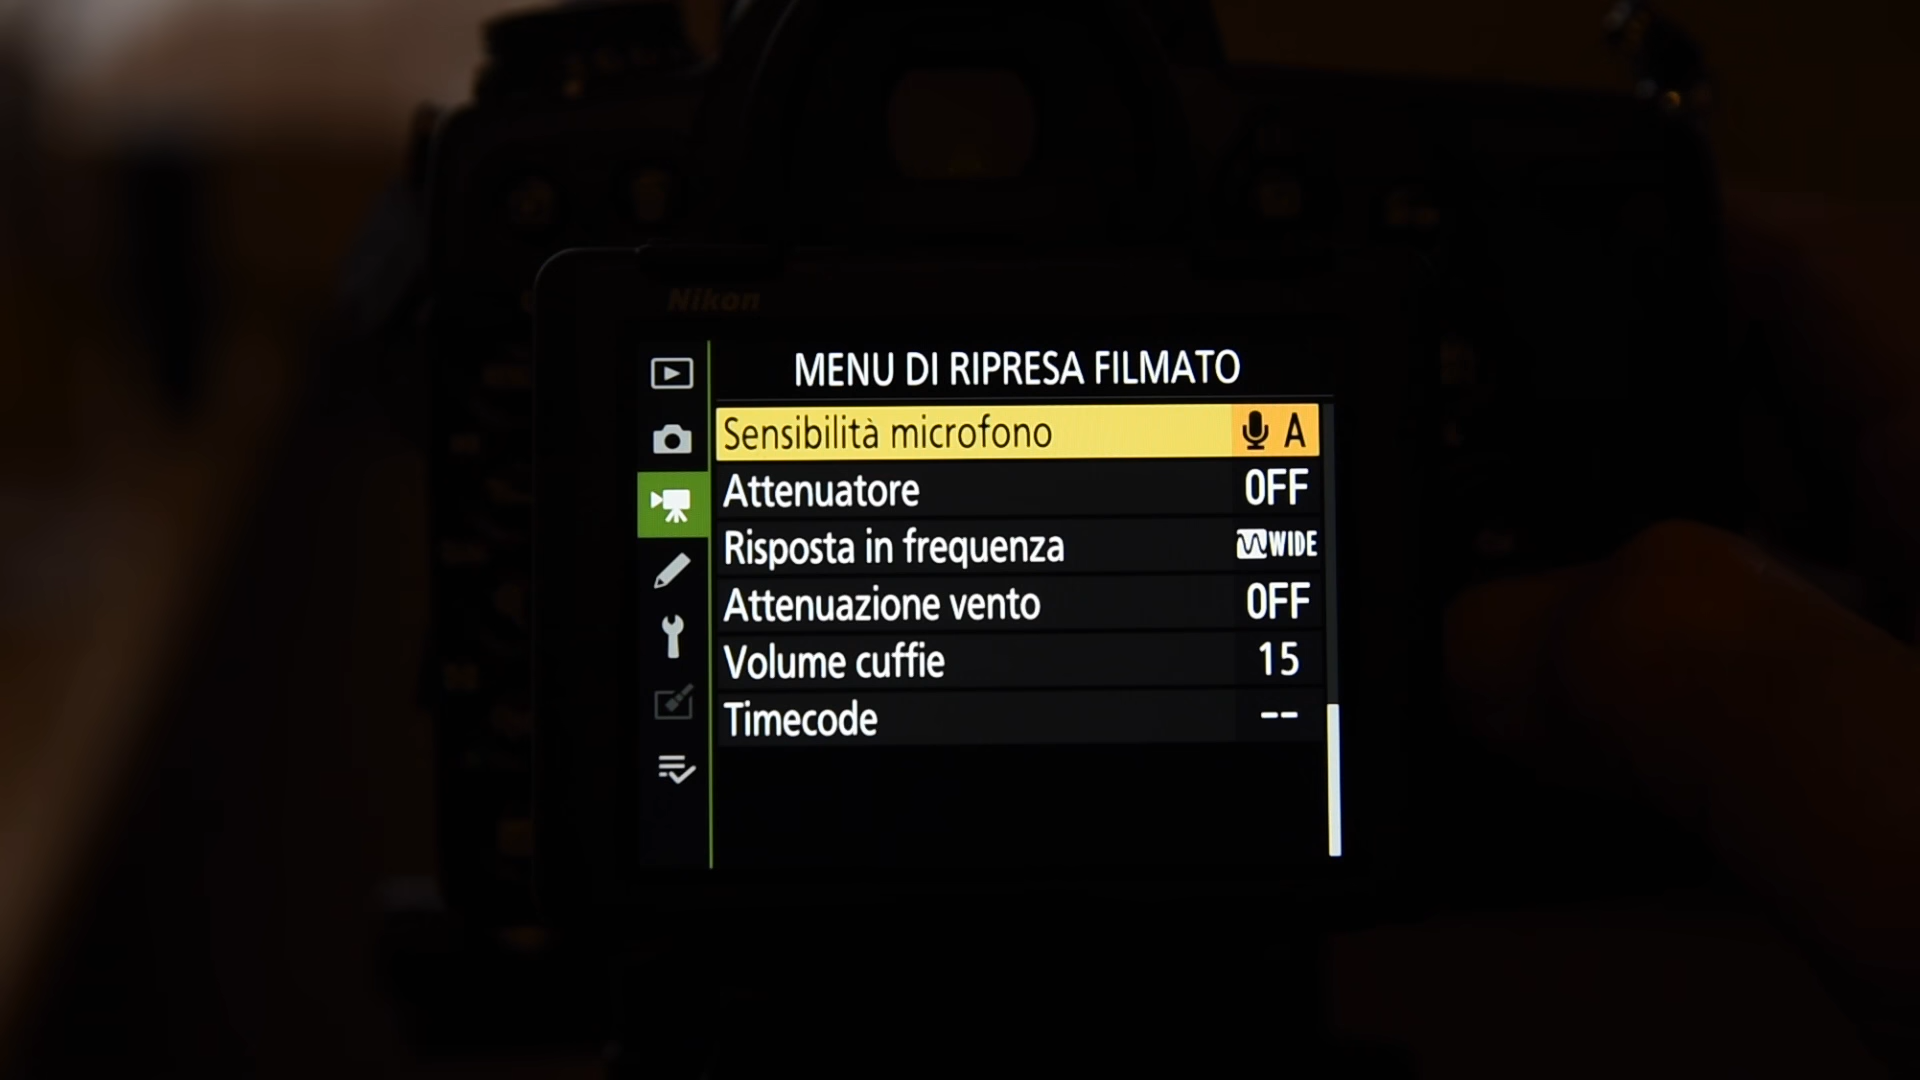 Nikon
MENU DI RIPRESA FILMATO
Sensibilità microfono A
Attenuatore OFF
Risposta in frequenza WIDE
Attenuazione vento OFF
Volume cuffie 15
Timecode --